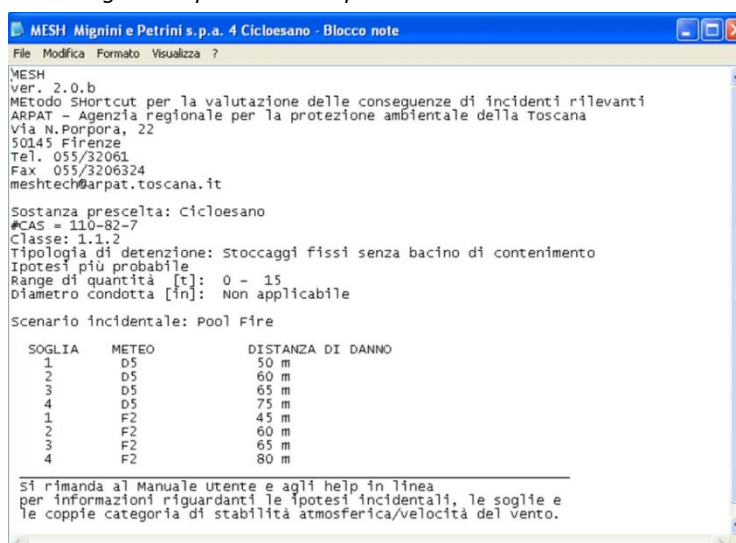 MESH Mignini e Petrini s.p.a. 4 Cicloesano - Blocco note
File Modifica Formato Visualizza ?
MESH
ver. 2.0.b
MEtodo SHortcut per la valutazione delle conseguenze di incidenti rilevanti
ARPAT - Agenzia regionale per la protezione ambientale della Toscana
Via N.Porpora, 22
50145 Firenze
Tel. 055/32061
Fax 055/3206324
meshtech@arpat.toscana.it
Sostanza prescelta: Cicloesano
#CAS = 110-82-7
Classe: 1.1.2
Tipologia di detenzione: Stoccaggi fissi senza bacino di contenimento
Ipotesi più probabile
Range di quantità [t]: 0 - 15
Diametro condotta [in]: Non applicabile
Scenario incidentale: Pool Fire
SOGLIA METEO DISTANZA DI DANNO
1 D5 50 m
2 D5 60 m
3 D5 65 m
4 D5 75 m
1 F2 45 m
2 F2 60 m
3 F2 65 m
4 F2 80 m
Si rimanda al Manuale Utente e agli help in linea
per informazioni riguardanti le ipotesi incidentali, le soglie e
le coppie categoria di stabilità atmosferica/velocità del vento.